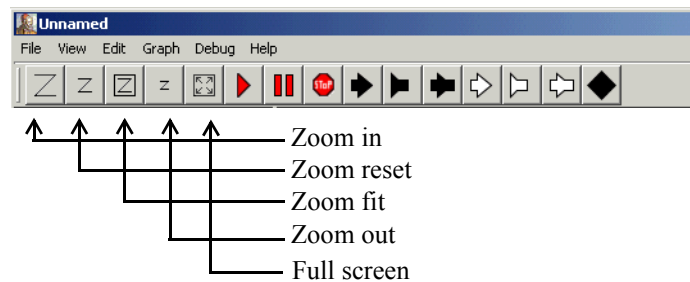 Unnamed
File View Edit Graph Debug Help
Z Z Z z STOP
Zoom in
Zoom reset
Zoom fit
Zoom out
Full screen